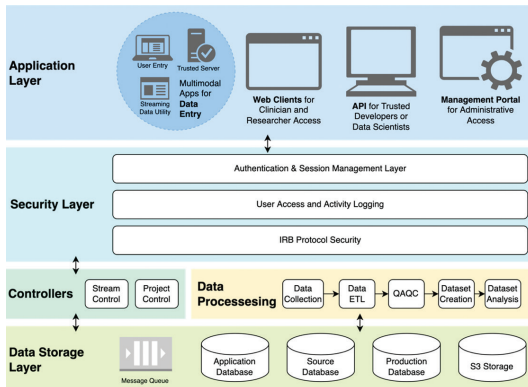 Application
Layer
User Entry
Trusted Server
Streaming
Data Utility
Multimodal
Apps for
Data
Entry
Web Clients for
Clinician and
Researcher Access
API for Trusted
Developers or
Data Scientists
Management Portal
for Administrative
Access
Security Layer
Authentication & Session Management Layer
User Access and Activity Logging
IRB Protocol Security
Controllers
Stream
Control
Project
Control
Data
Processesing
Data
Collection
Data
ETL
QAQC
Dataset
Creation
Dataset
Analysis
Data Storage
Layer
Message Queue
Application
Database
Source
Database
Production
Database
S3 Storage